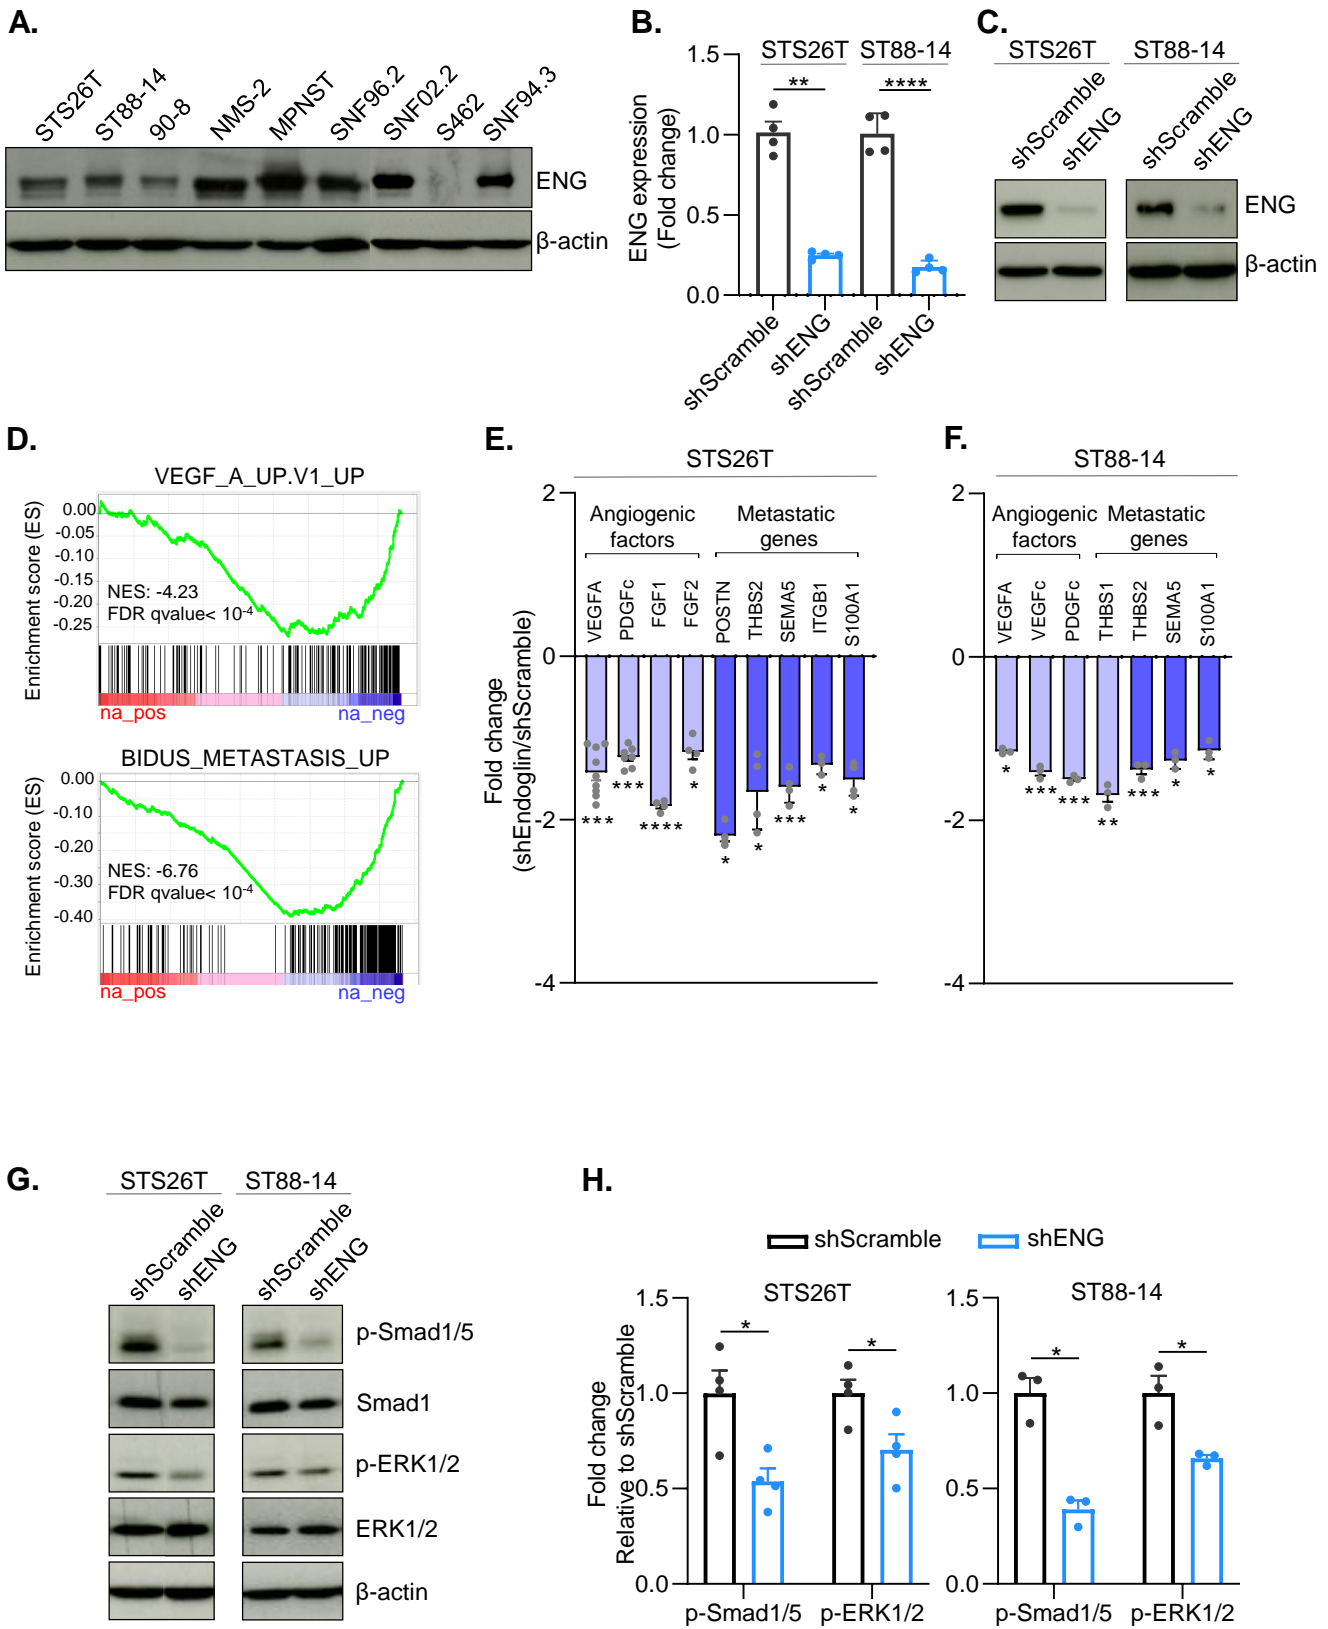 A.
STS26T ST88-14 90-8 NMS-2 MPNST SNF96.2 SNF02.2 S462 SNF94.3
ENG
β-actin
B.
STS26T ST88-14
** ****
ENG expression
(Fold change)
1.5
1.0
0.5
0.0
shScramble shENG shScramble shENG
C.
STS26T ST88-14
shScramble shENG shScramble shENG
ENG
β-actin
D.
VEGF_A_UP.V1_UP
Enrichment score (ES)
0.00
-0.05
-0.10
-0.15
-0.20
-0.25
NES: -4.23
FDR qvalue< 10-4
na_pos na_neg
BIDUS_METASTASIS_UP
Enrichment score (ES)
0.00
-0.10
-0.20
-0.30
-0.40
NES: -6.76
FDR qvalue< 10-4
na_pos na_neg
E.
STS26T
Fold change
(shEndoglin/shScramble)
2
0
-2
-4
Angiogenic
factors
Metastatic
genes
VEGFA PDGFc FGF1 FGF2 POSTN THBS2 SEMA5 ITGB1 S100A1
*** *** **** * * * *** * *
F.
ST88-14
2
0
-2
-4
Angiogenic
factors
Metastatic
genes
VEGFA VEGFc PDGFc THBS1 THBS2 SEMA5 S100A1
* *** *** ** *** * *
G.
STS26T ST88-14
shScramble shENG shScramble shENG
p-Smad1/5
Smad1
p-ERK1/2
ERK1/2
β-actin
H.
shScramble shENG
Fold change
Relative to shScramble
STS26T
1.5
1.0
0.5
0.0
* *
p-Smad1/5 p-ERK1/2
ST88-14
1.5
1.0
0.5
0.0
* *
p-Smad1/5 p-ERK1/2